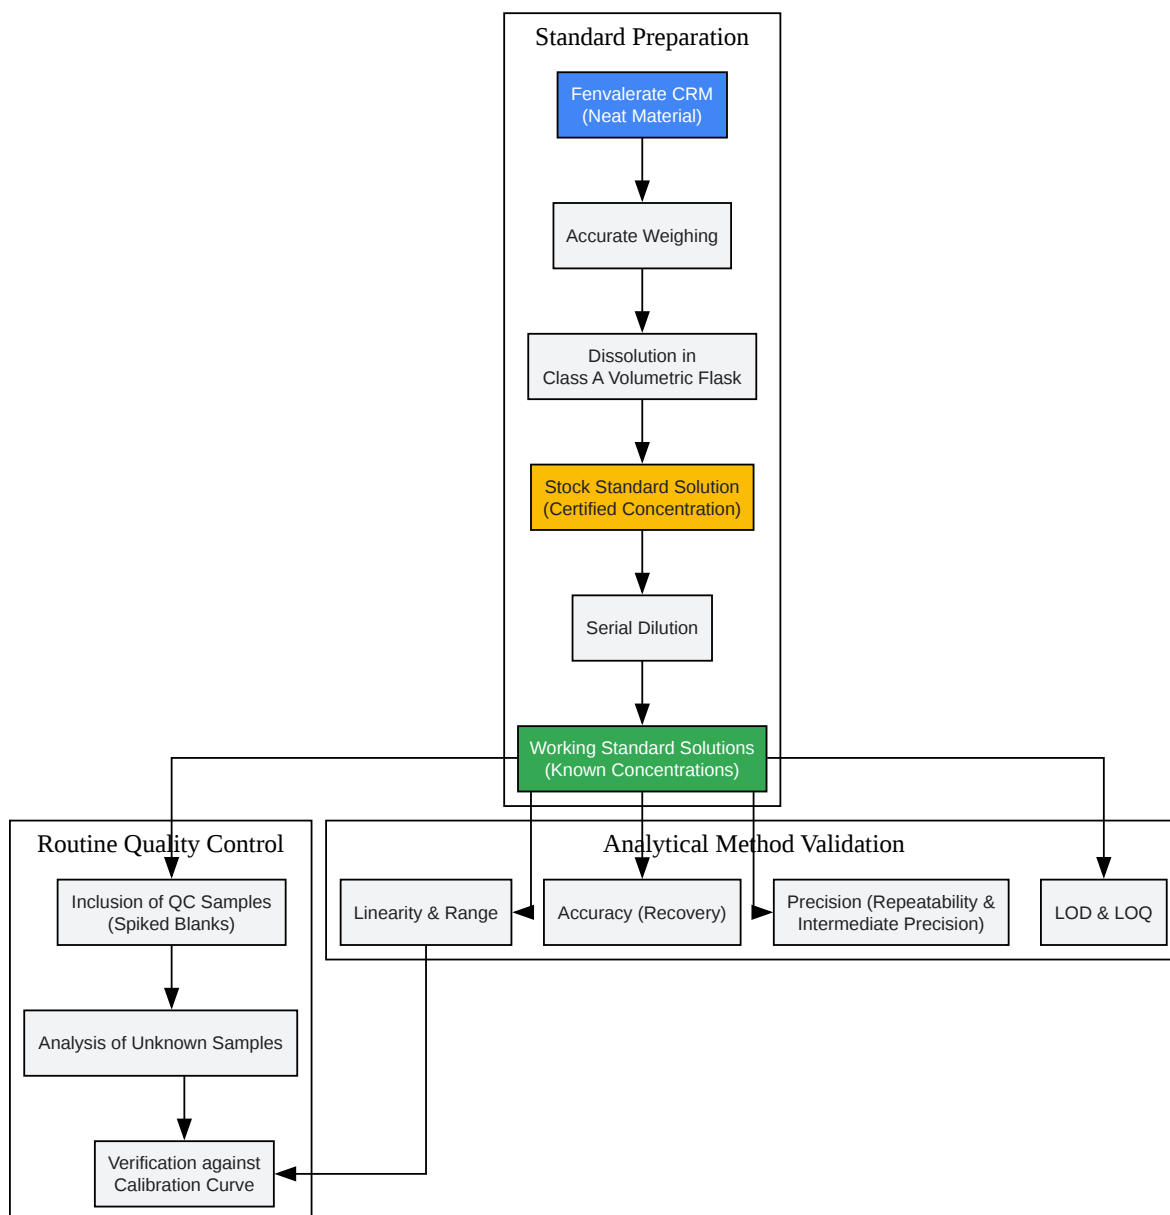 Standard Preparation
Fenvalerate CRM
(Neat Material)
Accurate Weighing
Dissolution in
Class A Volumetric Flask
Stock Standard Solution
(Certified Concentration)
Serial Dilution
Working Standard Solutions
(Known Concentrations)
Routine Quality Control
Inclusion of QC Samples
(Spiked Blanks)
Analysis of Unknown Samples
Verification against
Calibration Curve
Analytical Method Validation
Linearity & Range
Accuracy (Recovery)
Precision (Repeatability &
Intermediate Precision)
LOD & LOQ